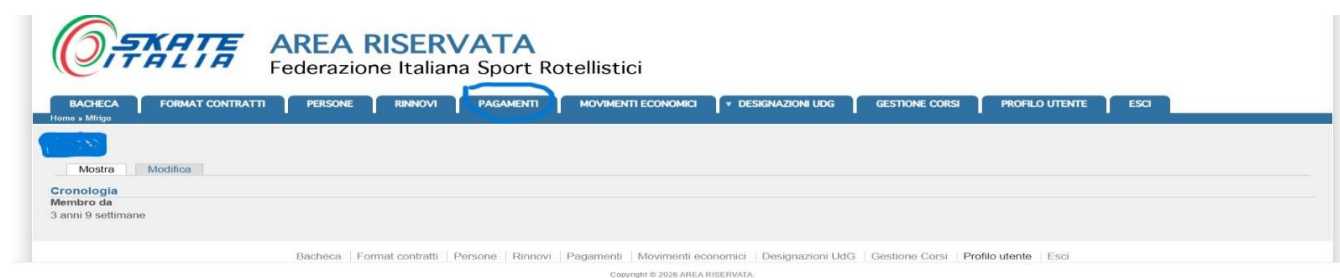 SKATE
ITALIA
AREA RISERVATA
Federazione Italiana Sport Rotellistici
BACHECA FORMAT CONTRATTI PERSONE RINNOVI PAGAMENTI MOVIMENTI ECONOMICI ▼ DESIGNAZIONI UDG GESTIONE CORSI PROFILO UTENTE ESCI
Home » Mfrigo
Mostra Modifica
Cronologia
Membro da
3 anni 9 settimane
Bacheca | Format contratti | Persone | Rinnovi | Pagamenti | Movimenti economici | Designazioni UdG | Gestione Corsi | Profilo utente | Esci
Copyright © 2026 AREA RISERVATA.